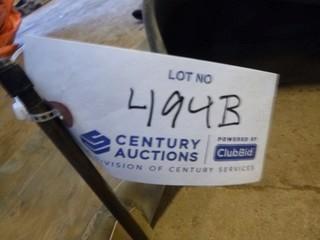 LOT NO
494B
CENTURY AUCTIONS
POWERED BY
ClubBid
DIVISION OF CENTURY SERVICES